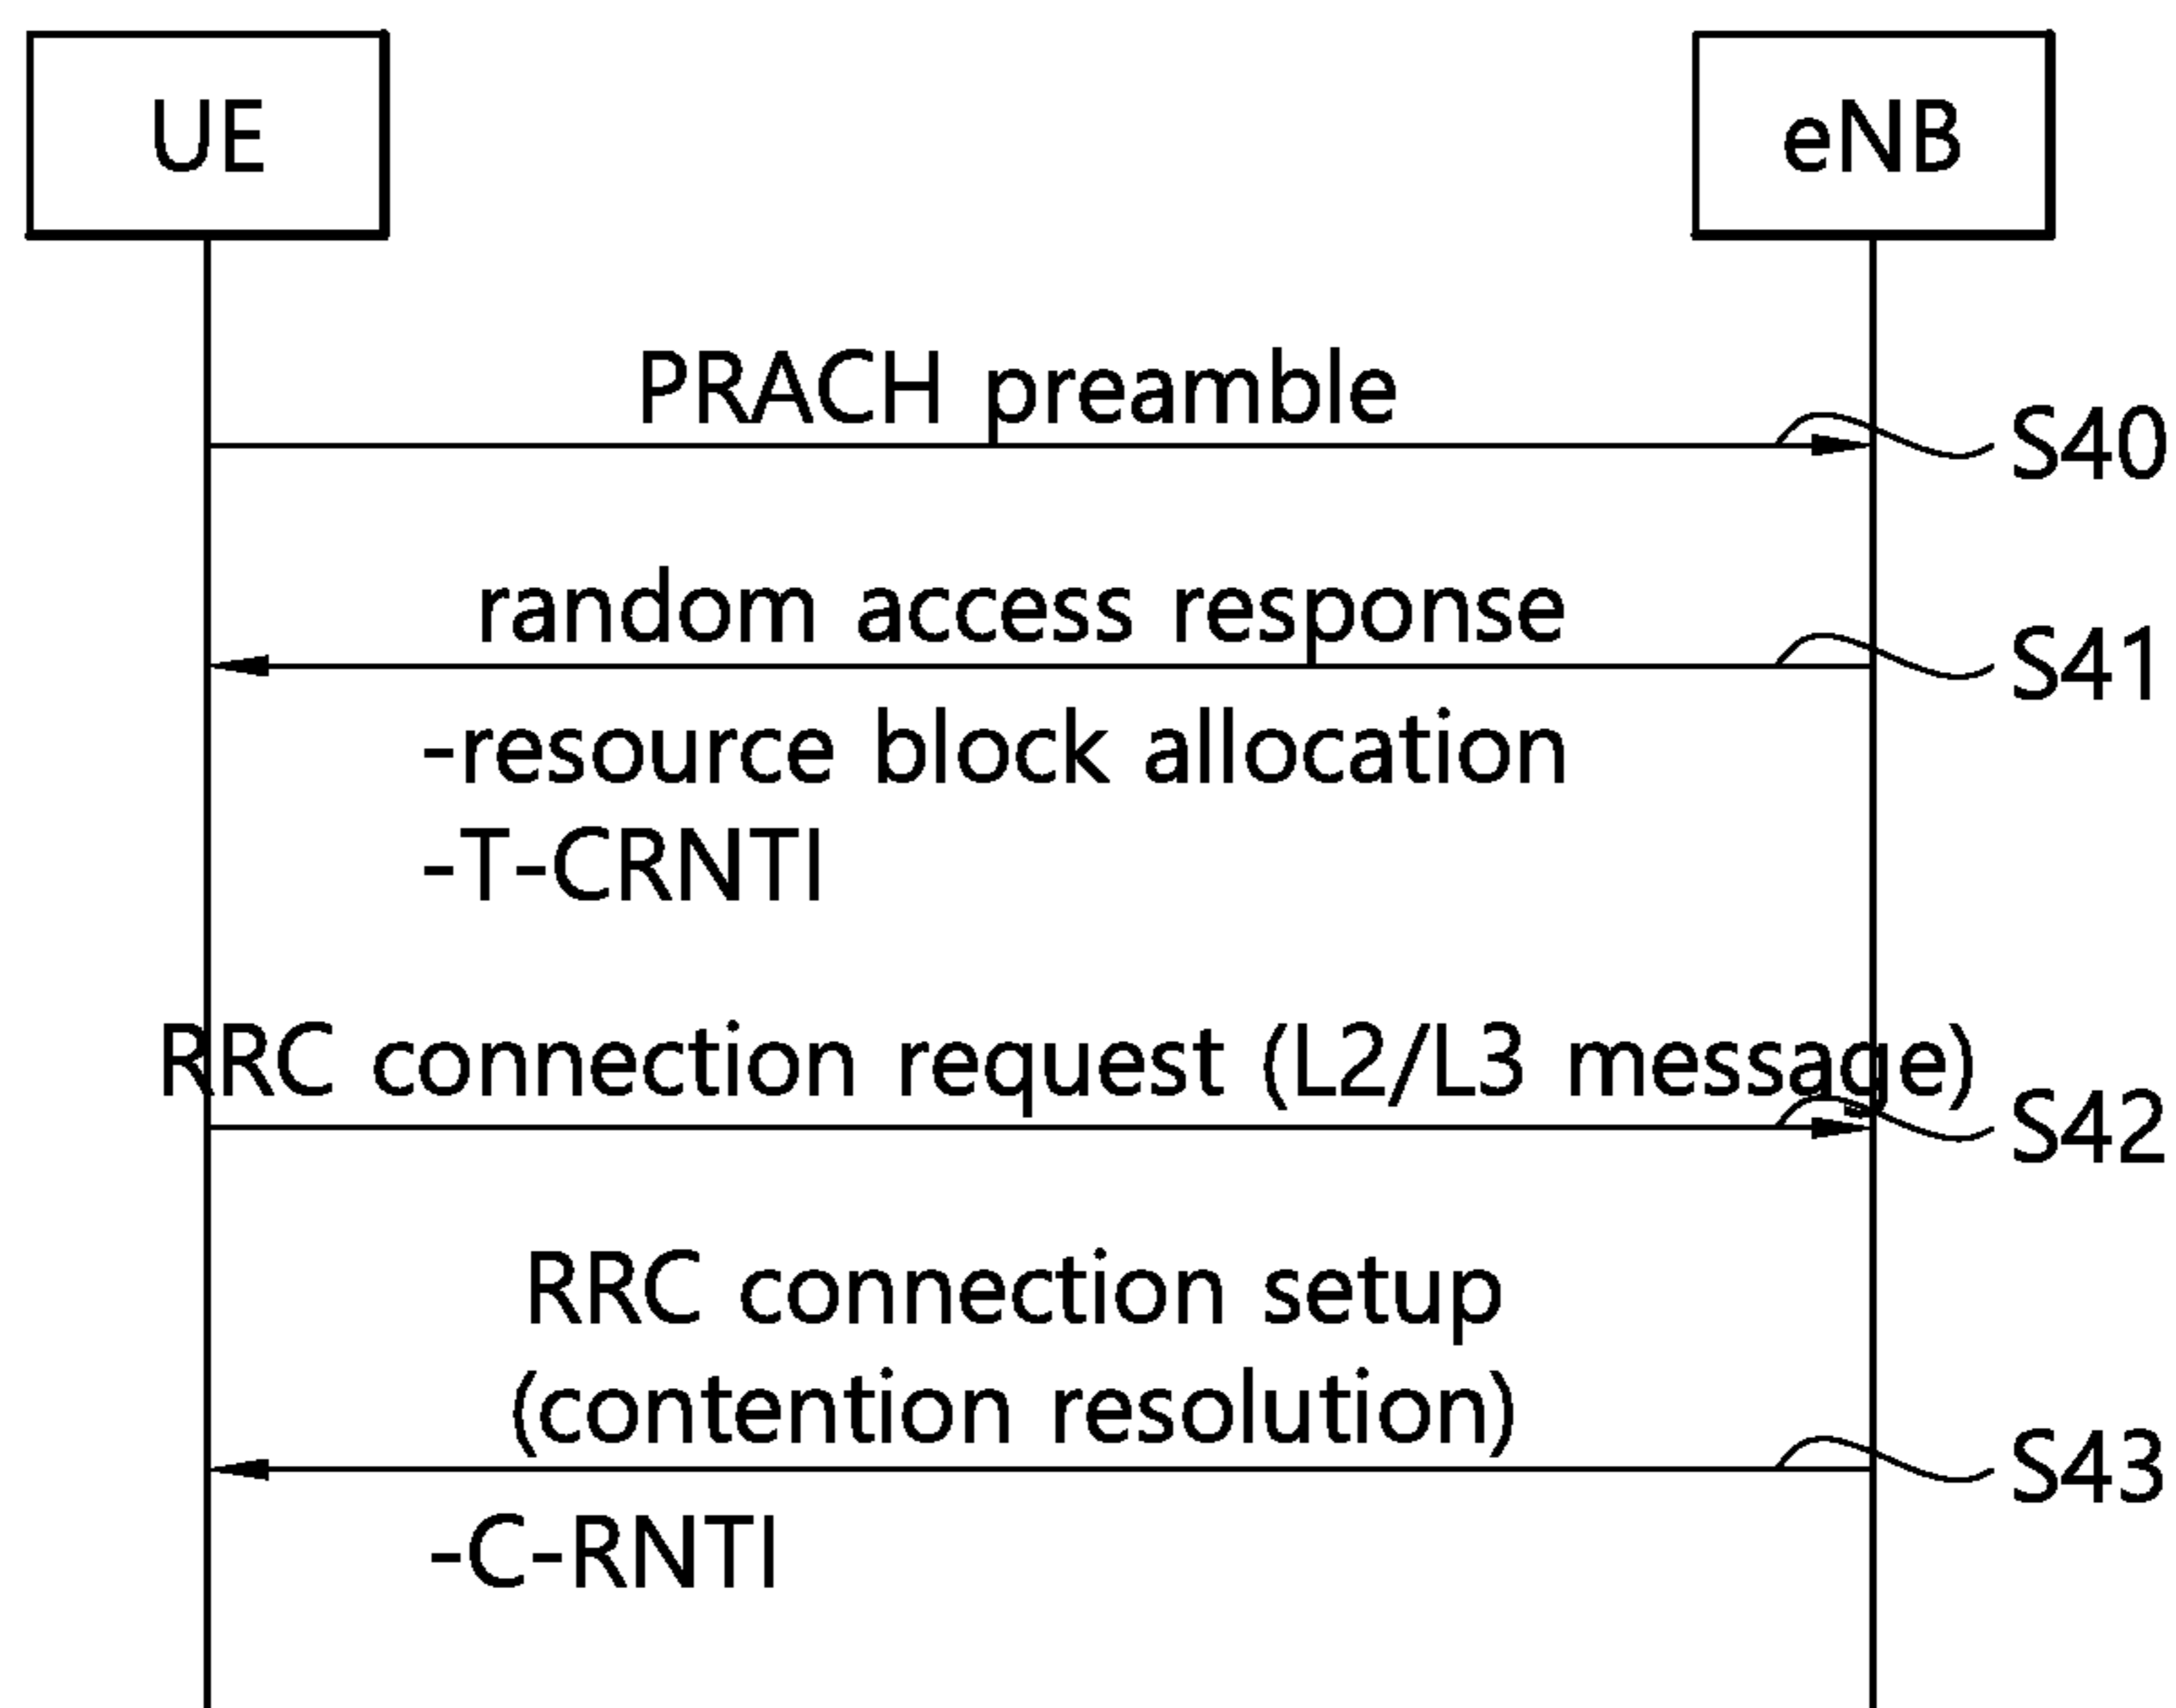 UE
eNB
PRACH preamble
S40
random access response
S41
-resource block allocation
-T-CRNTI
RRC connection request (L2/L3 message)
S42
RRC connection setup
(contention resolution)
S43
-C-RNTI